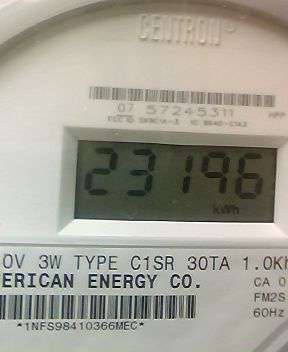 CENTRON®
07 57245311
23196
kWh
0V 3W TYPE C1SR 30TA 1.0Kh
ERICAN ENERGY CO.
CA 0
FM2S
60Hz
*1NFS98410366MEC*